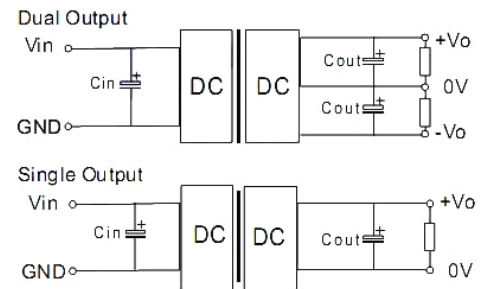 Dual Output
Vin
+Vo
Cout
Cin
DC
DC
0V
Cout
GND
-Vo
Single Output
Vin
+Vo
Cin
DC
DC
Cout
GND
0V